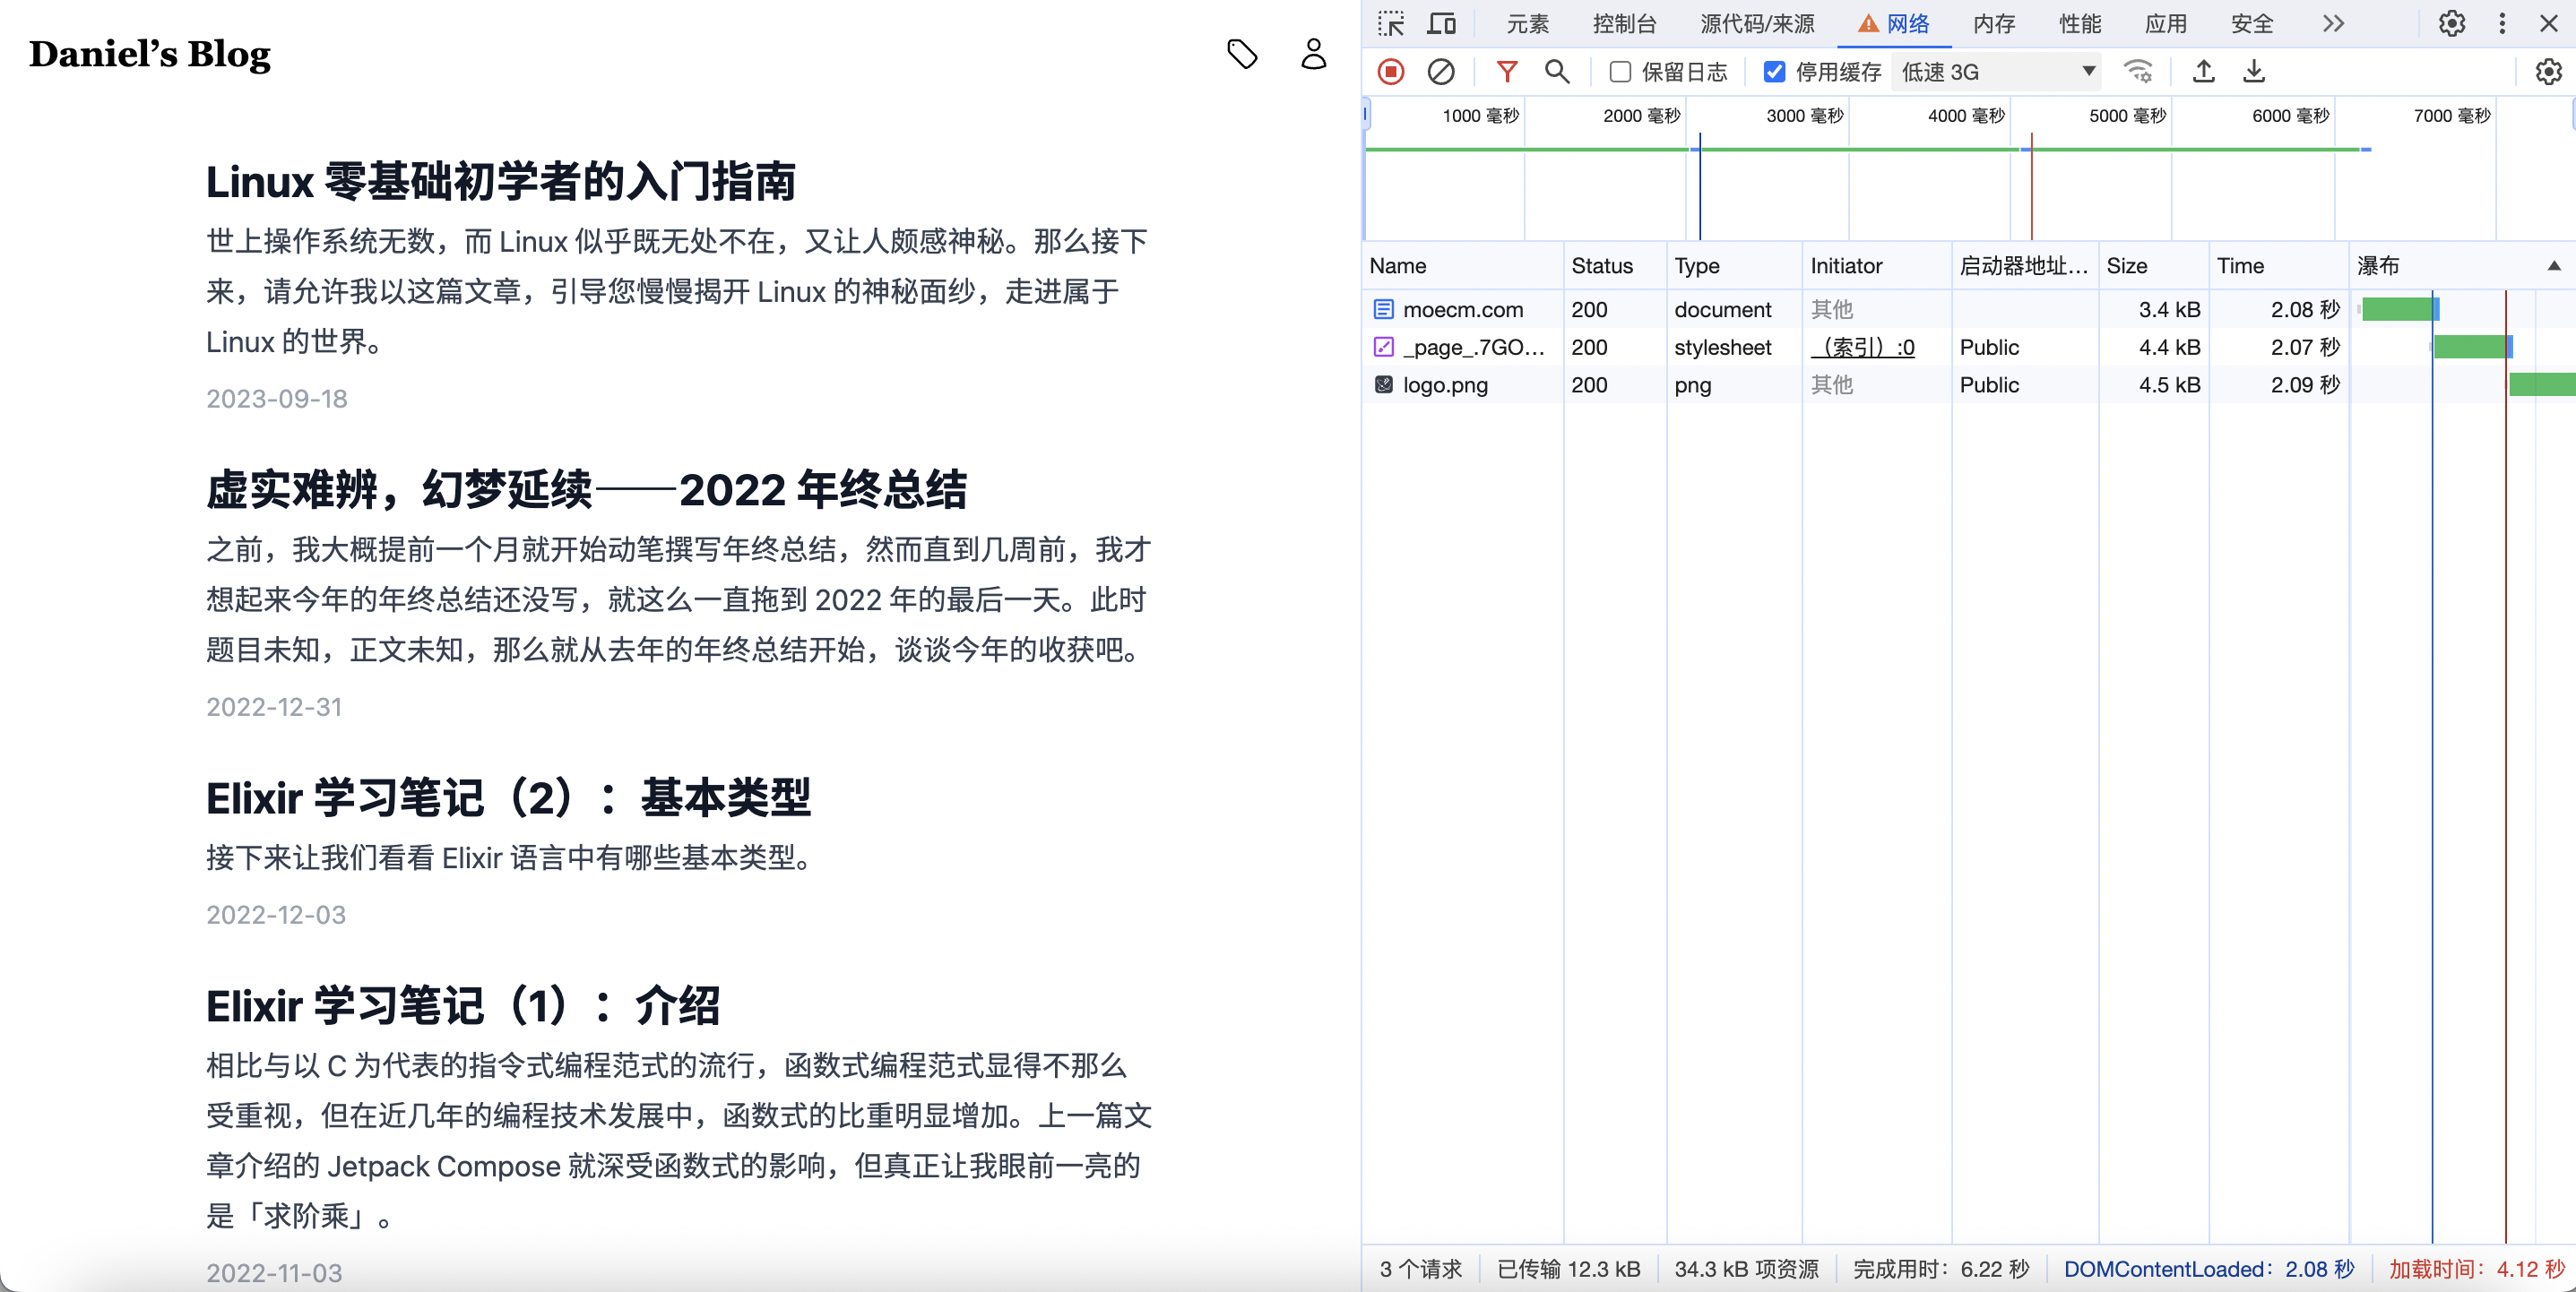 Daniel’s Blog
Linux 零基础初学者的入门指南
世上操作系统无数，而 Linux 似乎既无处不在，又让人颇感神秘。那么接下
来，请允许我以这篇文章，引导您慢慢揭开 Linux 的神秘面纱，走进属于
Linux 的世界。
2023-09-18
虚实难辨，幻梦延续——2022 年终总结
之前，我大概提前一个月就开始动笔撰写年终总结，然而直到几周前，我才
想起来今年的年终总结还没写，就这么一直拖到 2022 年的最后一天。此时
题目未知，正文未知，那么就从去年的年终总结开始，谈谈今年的收获吧。
2022-12-31
Elixir 学习笔记（2）：基本类型
接下来让我们看看 Elixir 语言中有哪些基本类型。
2022-12-03
Elixir 学习笔记（1）：介绍
相比与以 C 为代表的指令式编程范式的流行，函数式编程范式显得不那么
受重视，但在近几年的编程技术发展中，函数式的比重明显增加。上一篇文
章介绍的 Jetpack Compose 就深受函数式的影响，但真正让我眼前一亮的
是「求阶乘」。
2022-11-03
元素 控制台 源代码/来源 网络 内存 性能 应用 安全
保留日志 停用缓存 低速 3G
1000 毫秒 2000 毫秒 3000 毫秒 4000 毫秒 5000 毫秒 6000 毫秒 7000 毫秒
Name Status Type Initiator 启动器地址… Size Time 瀑布
moecm.com 200 document 其他 3.4 kB 2.08 秒
_page_.7GO… 200 stylesheet （索引）:0 Public 4.4 kB 2.07 秒
logo.png 200 png 其他 Public 4.5 kB 2.09 秒
3 个请求 已传输 12.3 kB 34.3 kB 项资源 完成用时：6.22 秒 DOMContentLoaded：2.08 秒 加载时间：4.12 秒